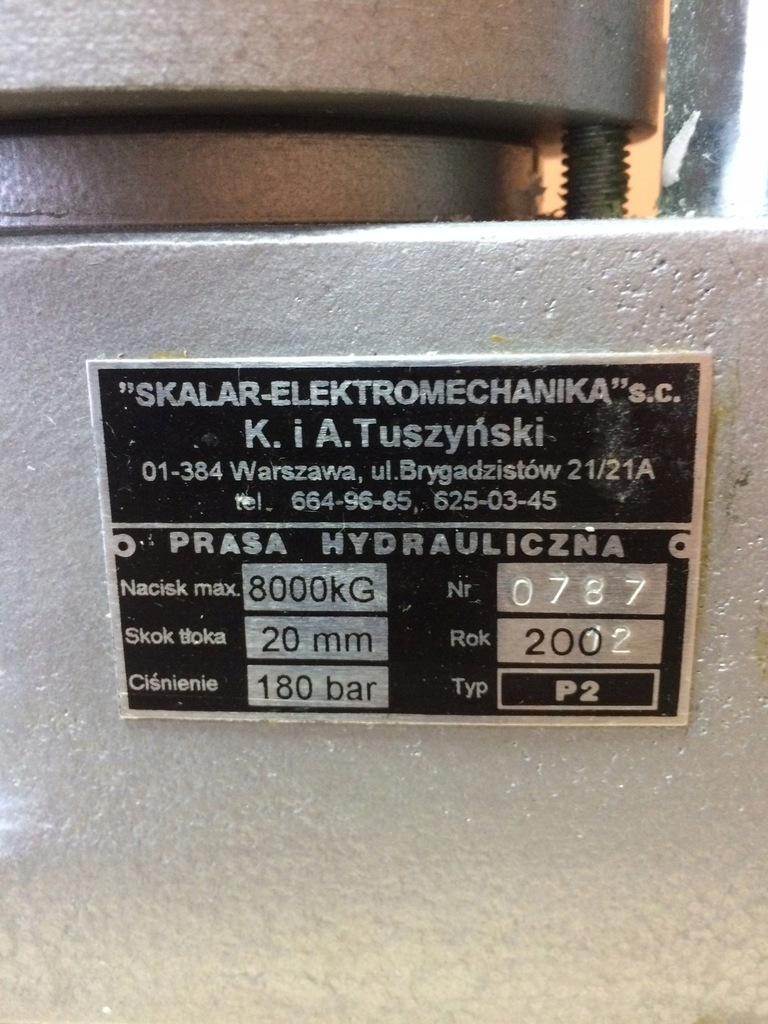 "SKALAR-ELEKTROMECHANIKA" s.c.
K. i A.Tuszyński
01-384 Warszawa, ul.Brygadzistów 21/21A
tel. 664-96-85, 625-03-45
PRASA HYDRAULICZNA
Nacisk max. 8000kG Nr 0787
Skok tłoka 20 mm Rok 20012
Ciśnienie 180 bar Typ P2